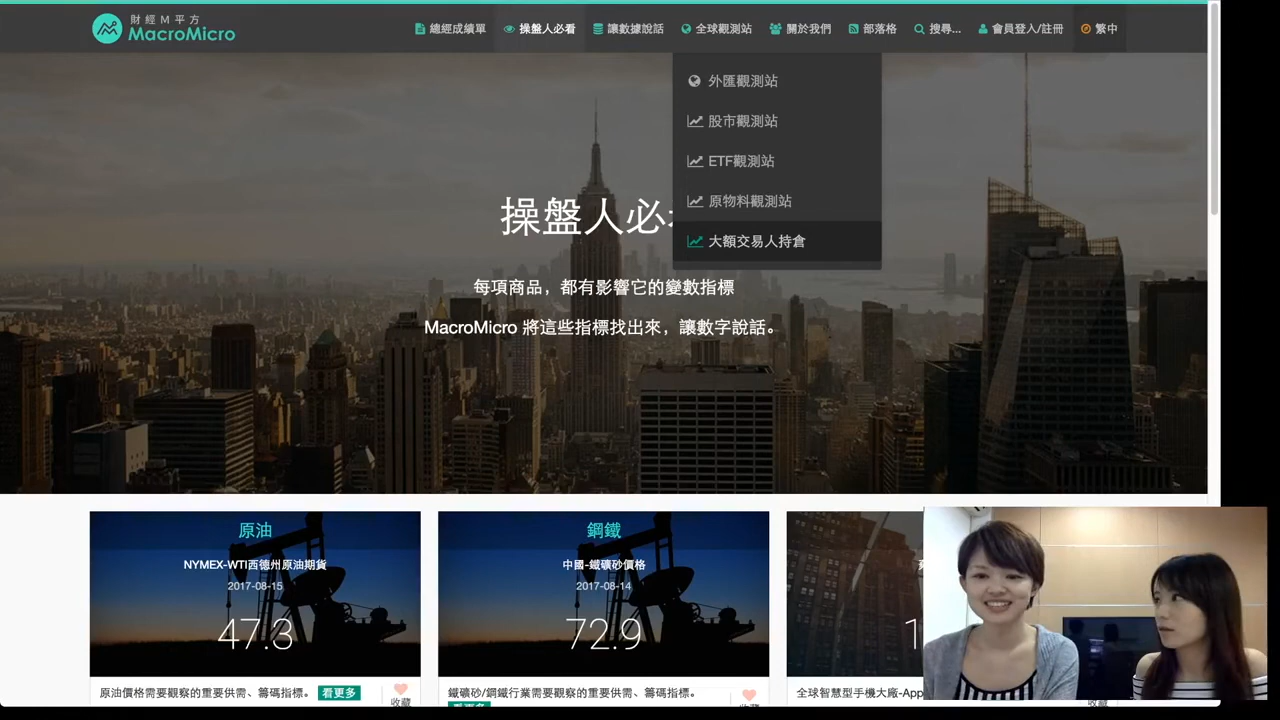 財經M平方
MacroMicro
總經成績單
操盤人必看
讓數據說話
全球觀測站
關於我們
部落格
搜尋...
會員登入/註冊
繁中
外匯觀測站
股市觀測站
ETF觀測站
原物料觀測站
大額交易人持倉
操盤人必
每項商品，都有影響它的變數指標
MacroMicro 將這些指標找出來，讓數字說話。
原油
NYMEX-WTI西德州原油期貨
2017-08-15
47.3
原油價格需要觀察的重要供需、籌碼指標。 看更多
收藏
鋼鐵
中國-鐵礦砂價格
2017-08-14
72.9
鐵礦砂/鋼鐵行業需要觀察的重要供需、籌碼指標。
看更多
收藏
1
全球智慧型手機大廠-App
收藏